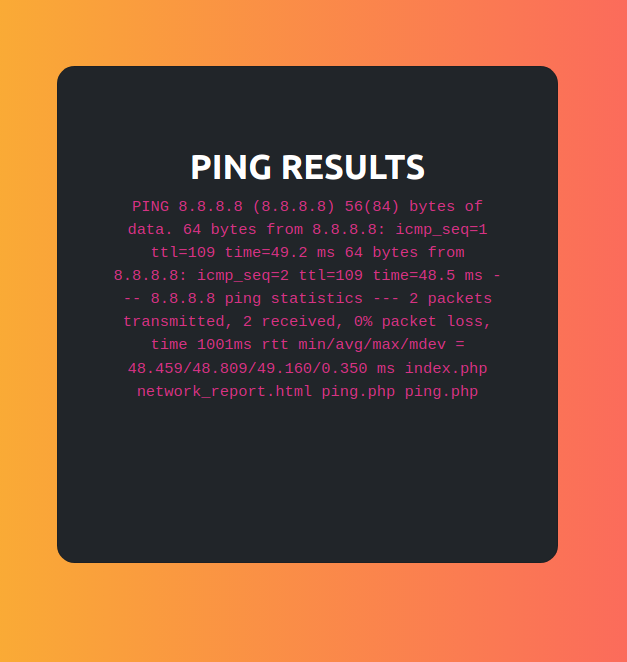 PING RESULTS
PING 8.8.8.8 (8.8.8.8) 56(84) bytes of
data. 64 bytes from 8.8.8.8: icmp_seq=1
ttl=109 time=49.2 ms 64 bytes from
8.8.8.8: icmp_seq=2 ttl=109 time=48.5 ms -
-- 8.8.8.8 ping statistics --- 2 packets
transmitted, 2 received, 0% packet loss,
time 1001ms rtt min/avg/max/mdev =
48.459/48.809/49.160/0.350 ms index.php
network_report.html ping.php ping.php